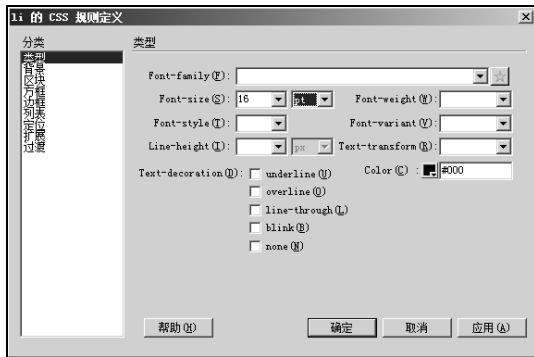 li 的 CSS 规则定义
分类
类型
背景
区块
方框
边框
列表
定位
扩展
过渡
类型
Font-family(F):
Font-size(S): 16 pt Font-weight(W):
Font-style(T): Font-variant(V):
Line-height(I): px Text-transform(R):
Text-decoration(D): underline(U) Color(C) : #000
overline(O)
line-through(L)
blink(B)
none(N)
帮助(H) 确定 取消 应用(A)